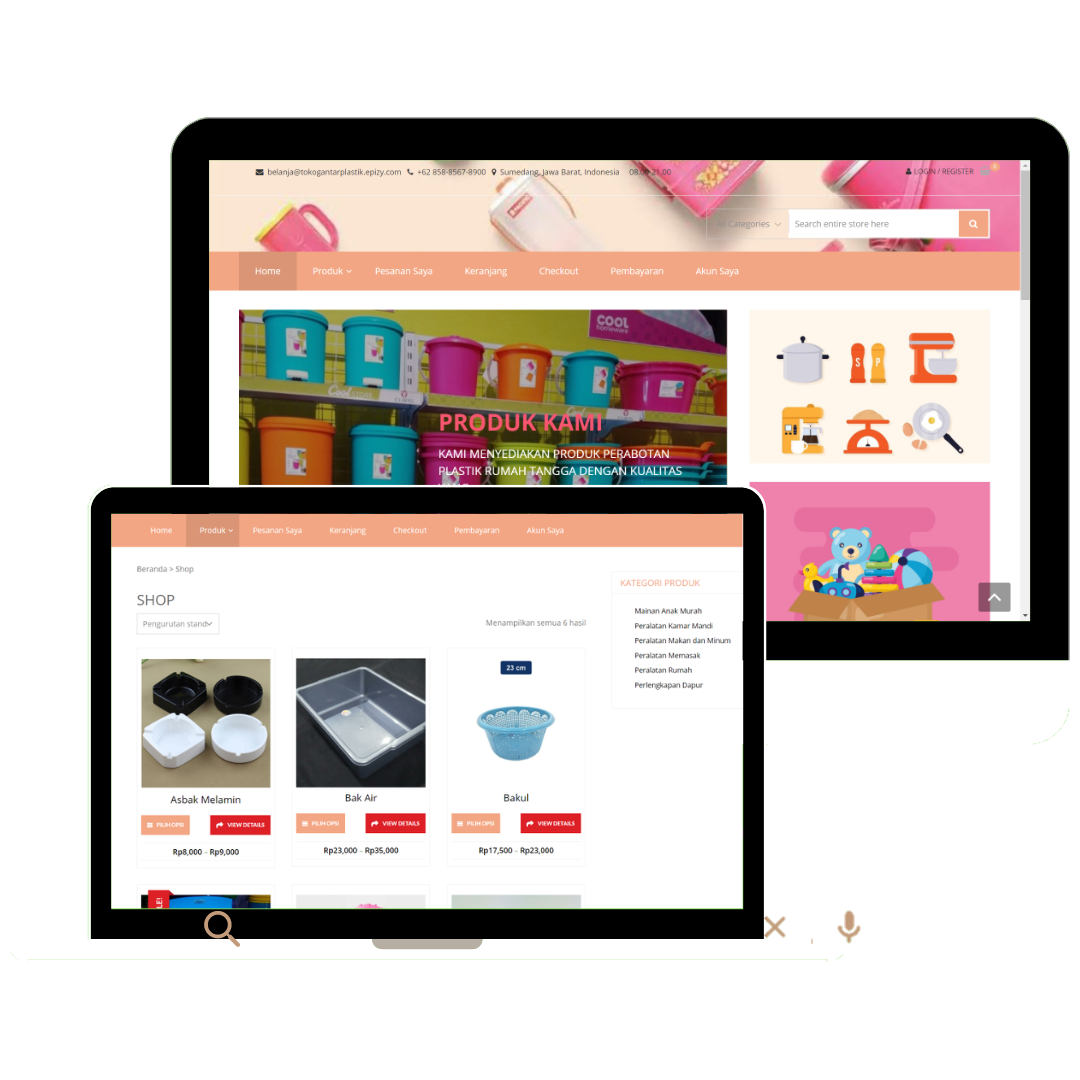 belanja@tokogantarplastik.epizy.com +62 858-8567-8900 Sumedang, Jawa Barat, Indonesia 08.00-21.00 LOGIN / REGISTER
All Categories Search entire store here
Home Produk Pesanan Saya Keranjang Checkout Pembayaran Akun Saya
COOL
homeware
Cool
S P
PRODUK KAMI
KAMI MENYEDIAKAN PRODUK PERABOTAN
PLASTIK RUMAH TANGGA DENGAN KUALITAS
Home Produk Pesanan Saya Keranjang Checkout Pembayaran Akun Saya
Beranda > Shop
SHOP
Pengurutan stand
Menampilkan semua 6 hasil
KATEGORI PRODUK
Mainan Anak Murah
Peralatan Kamar Mandi
Peralatan Makan dan Minum
Peralatan Memasak
Peralatan Rumah
Perlengkapan Dapur
23 cm
Asbak Melamin Bak Air Bakul
PILIH OPSI VIEW DETAILS PILIH OPSI VIEW DETAILS PILIH OPSI VIEW DETAILS
Rp8,000 – Rp9,000 Rp23,000 – Rp35,000 Rp17,500 – Rp23,000